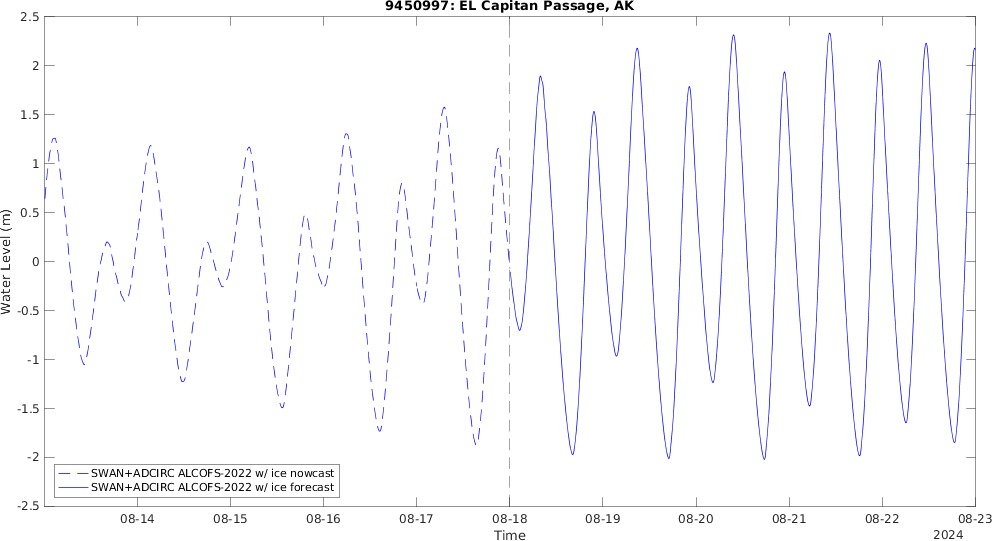 9450997: EL Capitan Passage, AK
2.5
2
1.5
1
0.5
0
-0.5
-1
-1.5
-2
-2.5
Water Level (m)
SWAN+ADCIRC ALCOFS-2022 w/ ice nowcast
SWAN+ADCIRC ALCOFS-2022 w/ ice forecast
08-14 08-15 08-16 08-17 08-18 08-19 08-20 08-21 08-22 08-23
Time
2024